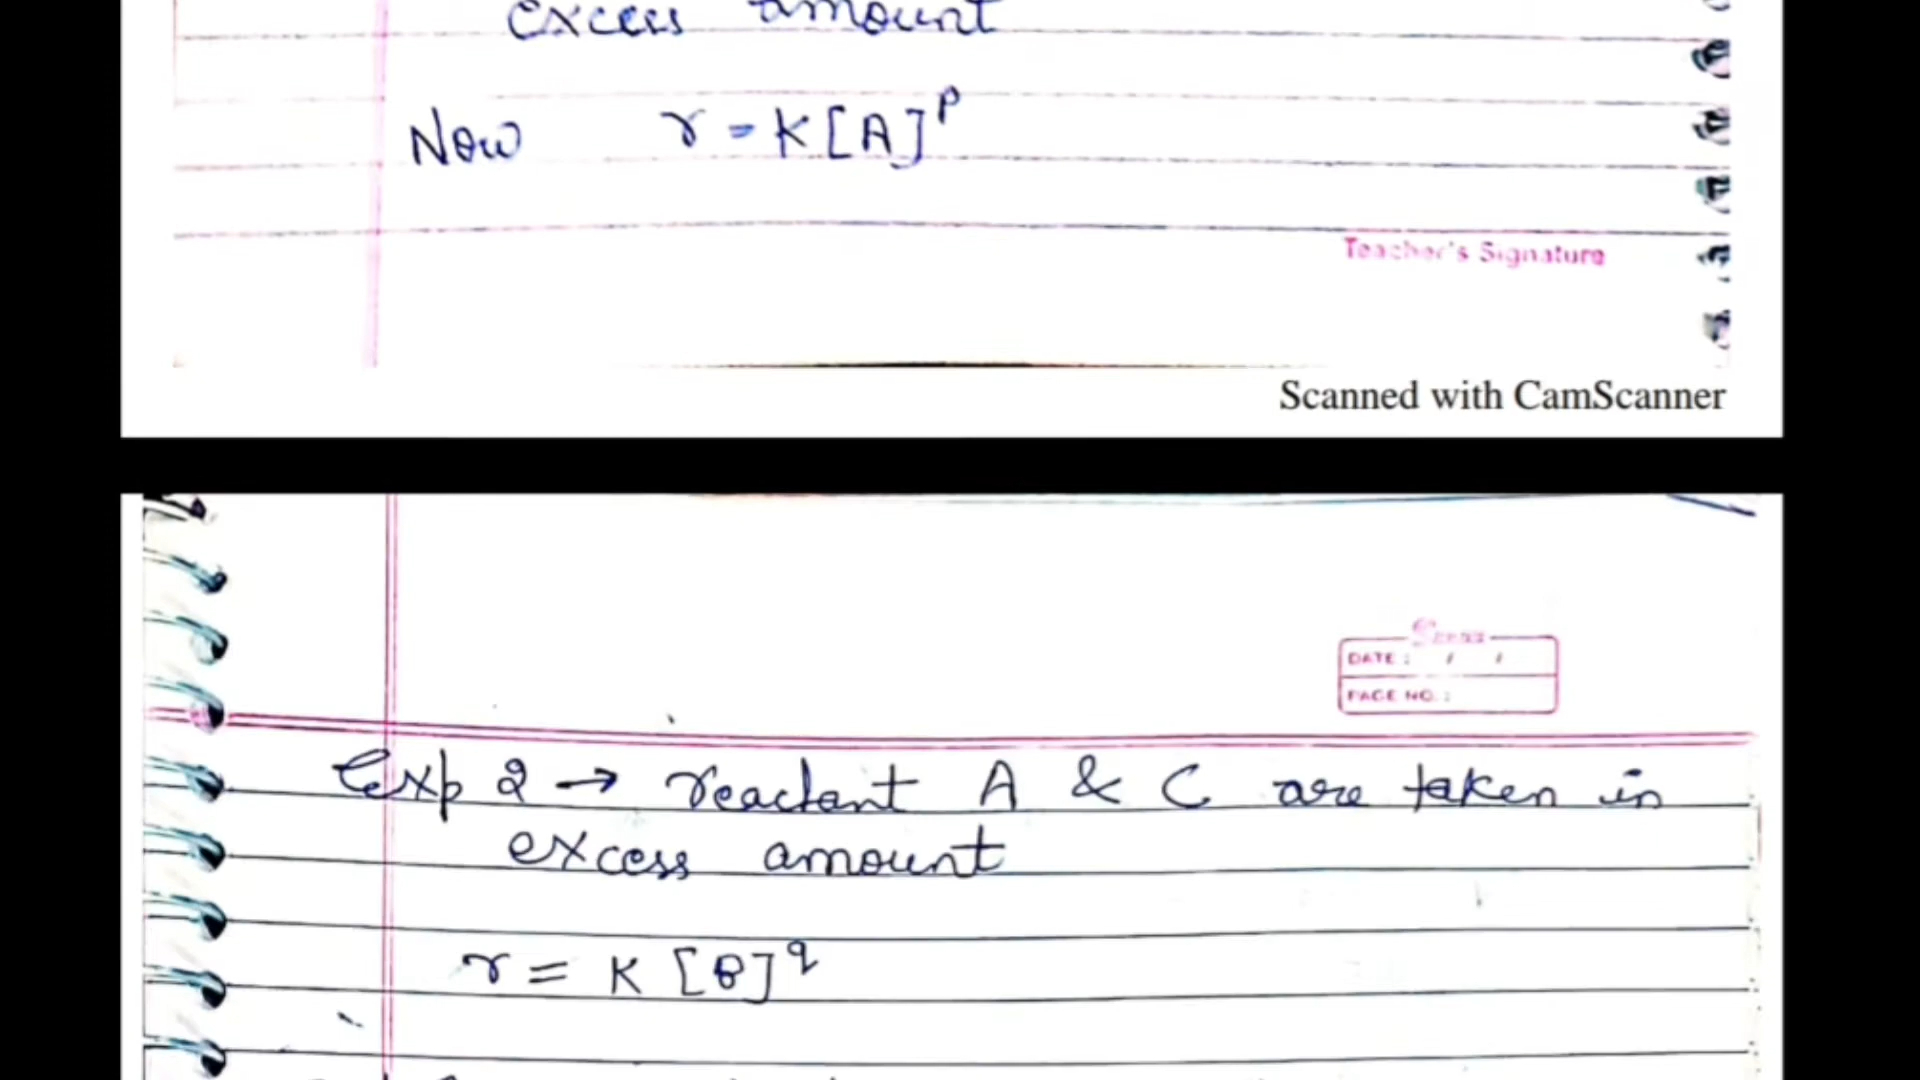 excess amount
Now r = K[A]^p
Teacher's Signature
Scanned with CamScanner
DATE : / /
PAGE NO. :
Exp 2 → reactant A & C are taken in
excess amount
r = K [B]^q